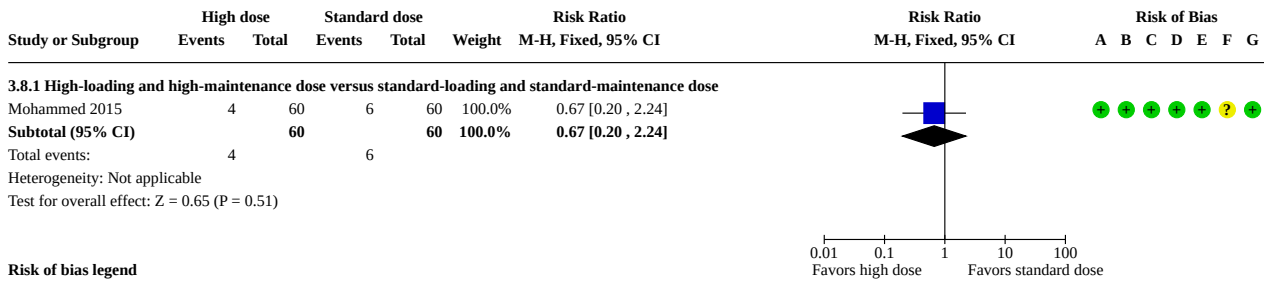 High dose Standard dose Risk Ratio Risk Ratio Risk of Bias
Study or Subgroup Events Total Events Total Weight M-H, Fixed, 95% CI M-H, Fixed, 95% CI A B C D E F G
3.8.1 High-loading and high-maintenance dose versus standard-loading and standard-maintenance dose
Mohammed 2015 4 60 6 60 100.0% 0.67 [0.20 , 2.24] + + + + + ? +
Subtotal (95% CI) 60 60 100.0% 0.67 [0.20 , 2.24]
Total events: 4 6
Heterogeneity: Not applicable
Test for overall effect: Z = 0.65 (P = 0.51)
0.01 0.1 1 10 100
Favors high dose Favors standard dose
Risk of bias legend